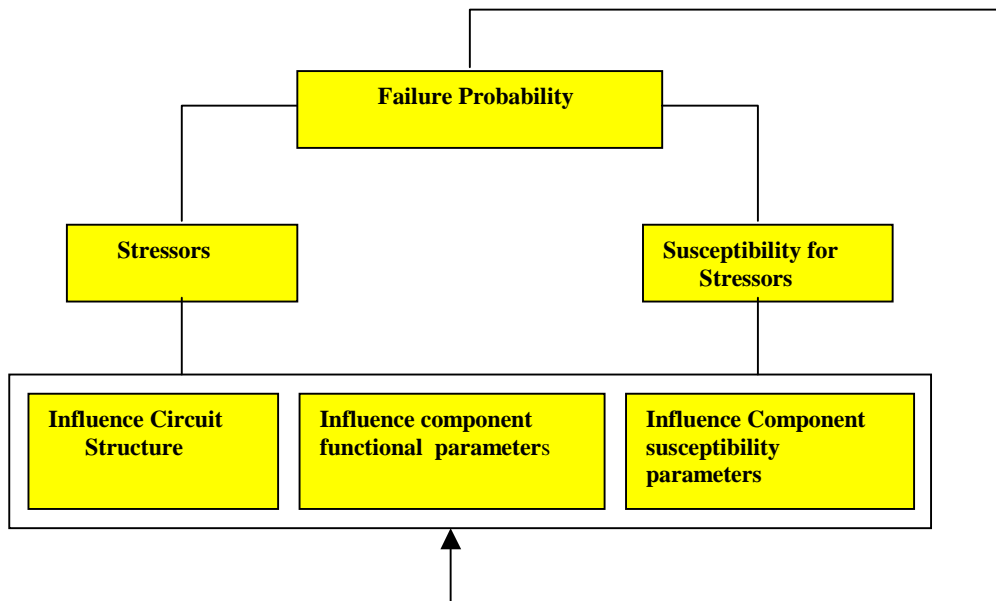 Failure Probability
Stressors
Susceptibility for
Stressors
Influence Circuit
Structure
Influence component
functional parameters
Influence Component
susceptibility
parameters